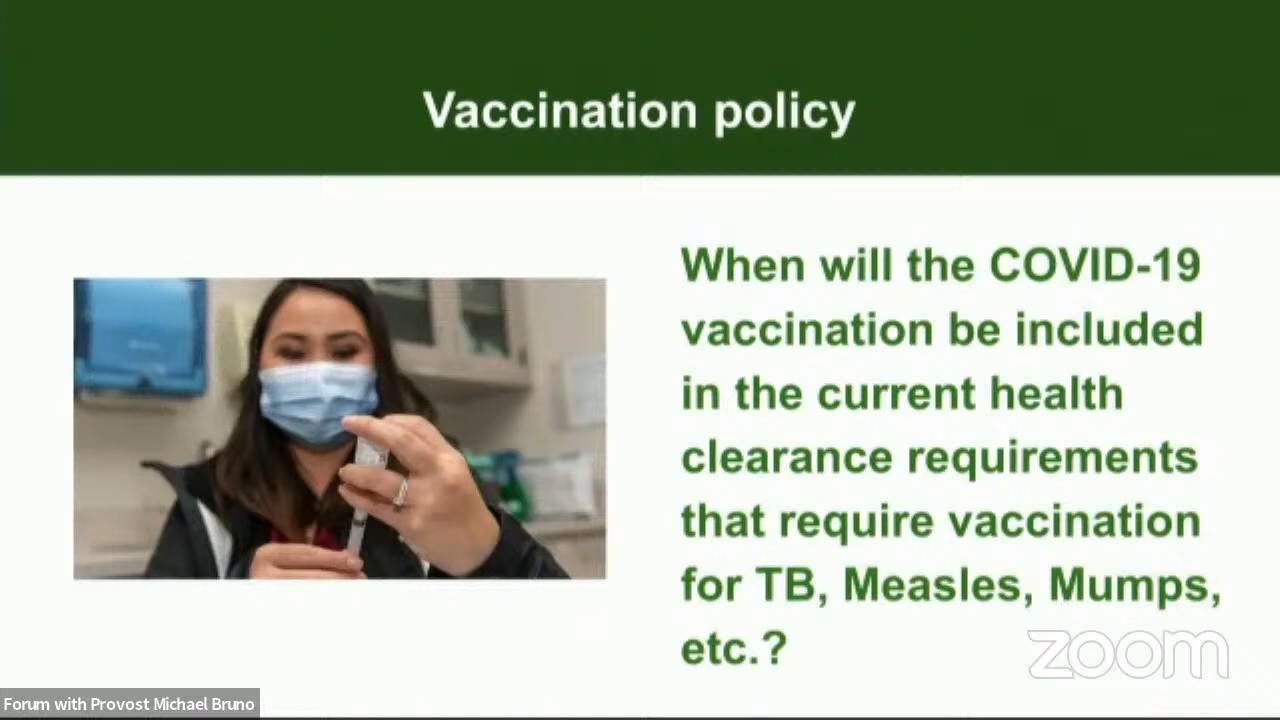 Vaccination policy
When will the COVID-19
vaccination be included
in the current health
clearance requirements
that require vaccination
for TB, Measles, Mumps,
etc.?
zoom
Forum with Provost Michael Bruno